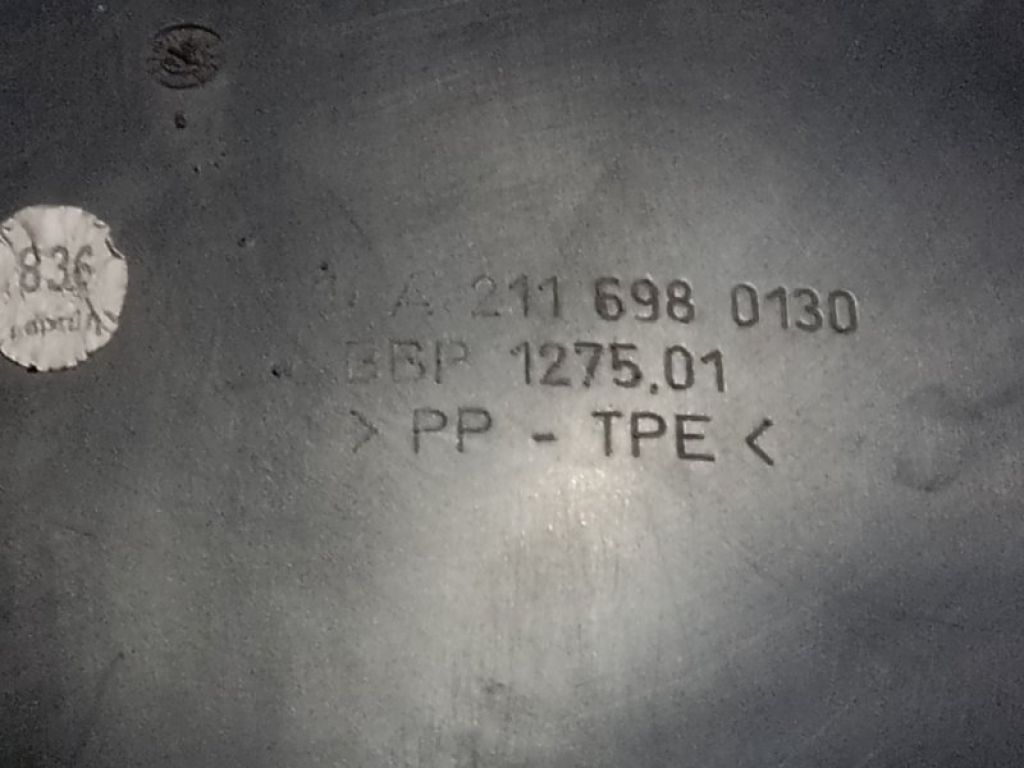 836
A 211 698 0130
BBP 1275.01
> PP - TPE <